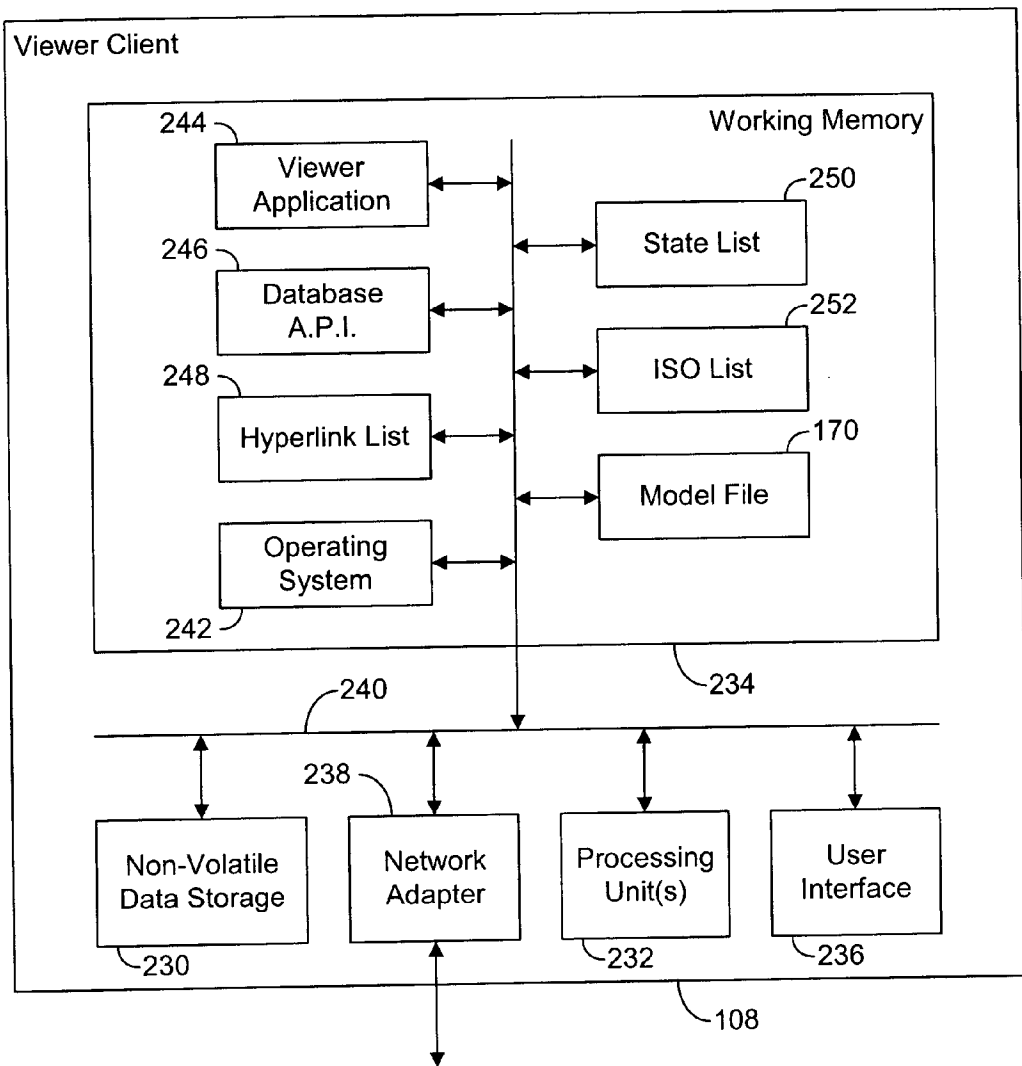 Viewer Client
Working Memory
244
Viewer
Application
250
State List
246
Database
A.P.I.
252
ISO List
248
Hyperlink List
170
Model File
Operating
System
242
234
240
238
Non-Volatile
Data Storage
230
Network
Adapter
Processing
Unit(s)
232
User
Interface
236
108